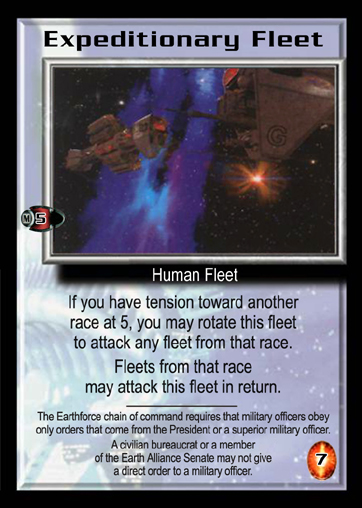 Expeditionary Fleet
G
M 5
Human Fleet
If you have tension toward another
race at 5, you may rotate this fleet
to attack any fleet from that race.
Fleets from that race
may attack this fleet in return.
The Earthforce chain of command requires that military officers obey
only orders that come from the President or a superior military officer.
A civilian bureaucrat or a member
of the Earth Alliance Senate may not give
a direct order to a military officer.
7